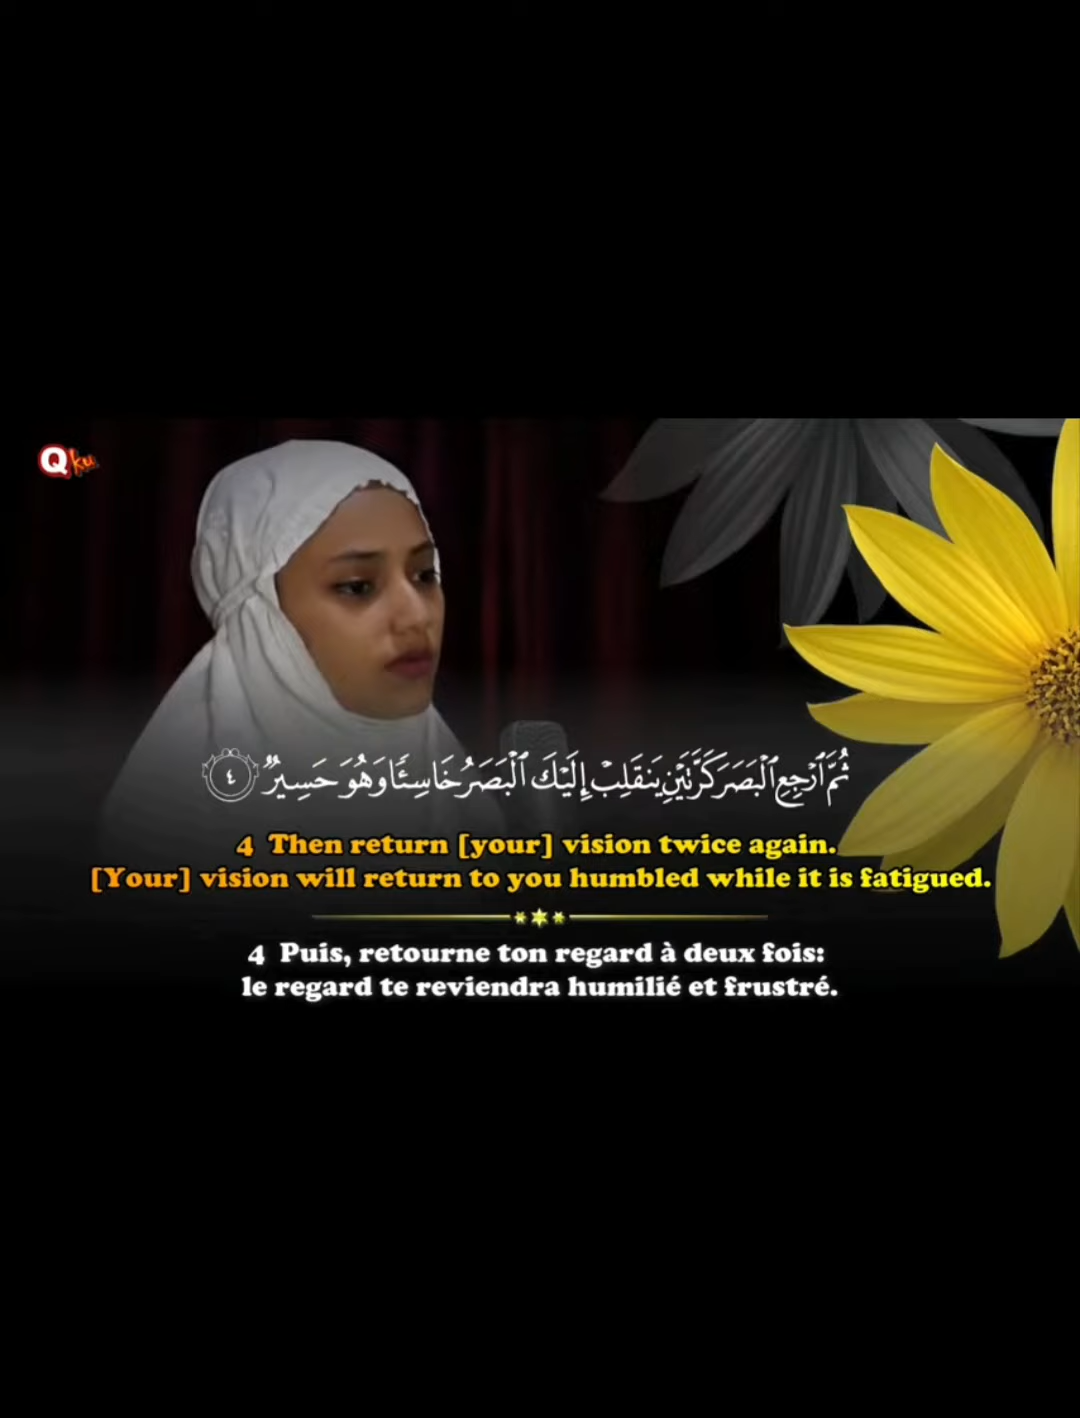 Qku
ثُمَّ ٱرْجِعِ ٱلْبَصَرَ كَرَّتَيْنِ يَنقَلِبْ إِلَيْكَ ٱلْبَصَرُ خَاسِئًا وَهُوَ حَسِيرٌ ٤
4 Then return [your] vision twice again.
[Your] vision will return to you humbled while it is fatigued.
4 Puis, retourne ton regard à deux fois:
le regard te reviendra humilié et frustré.